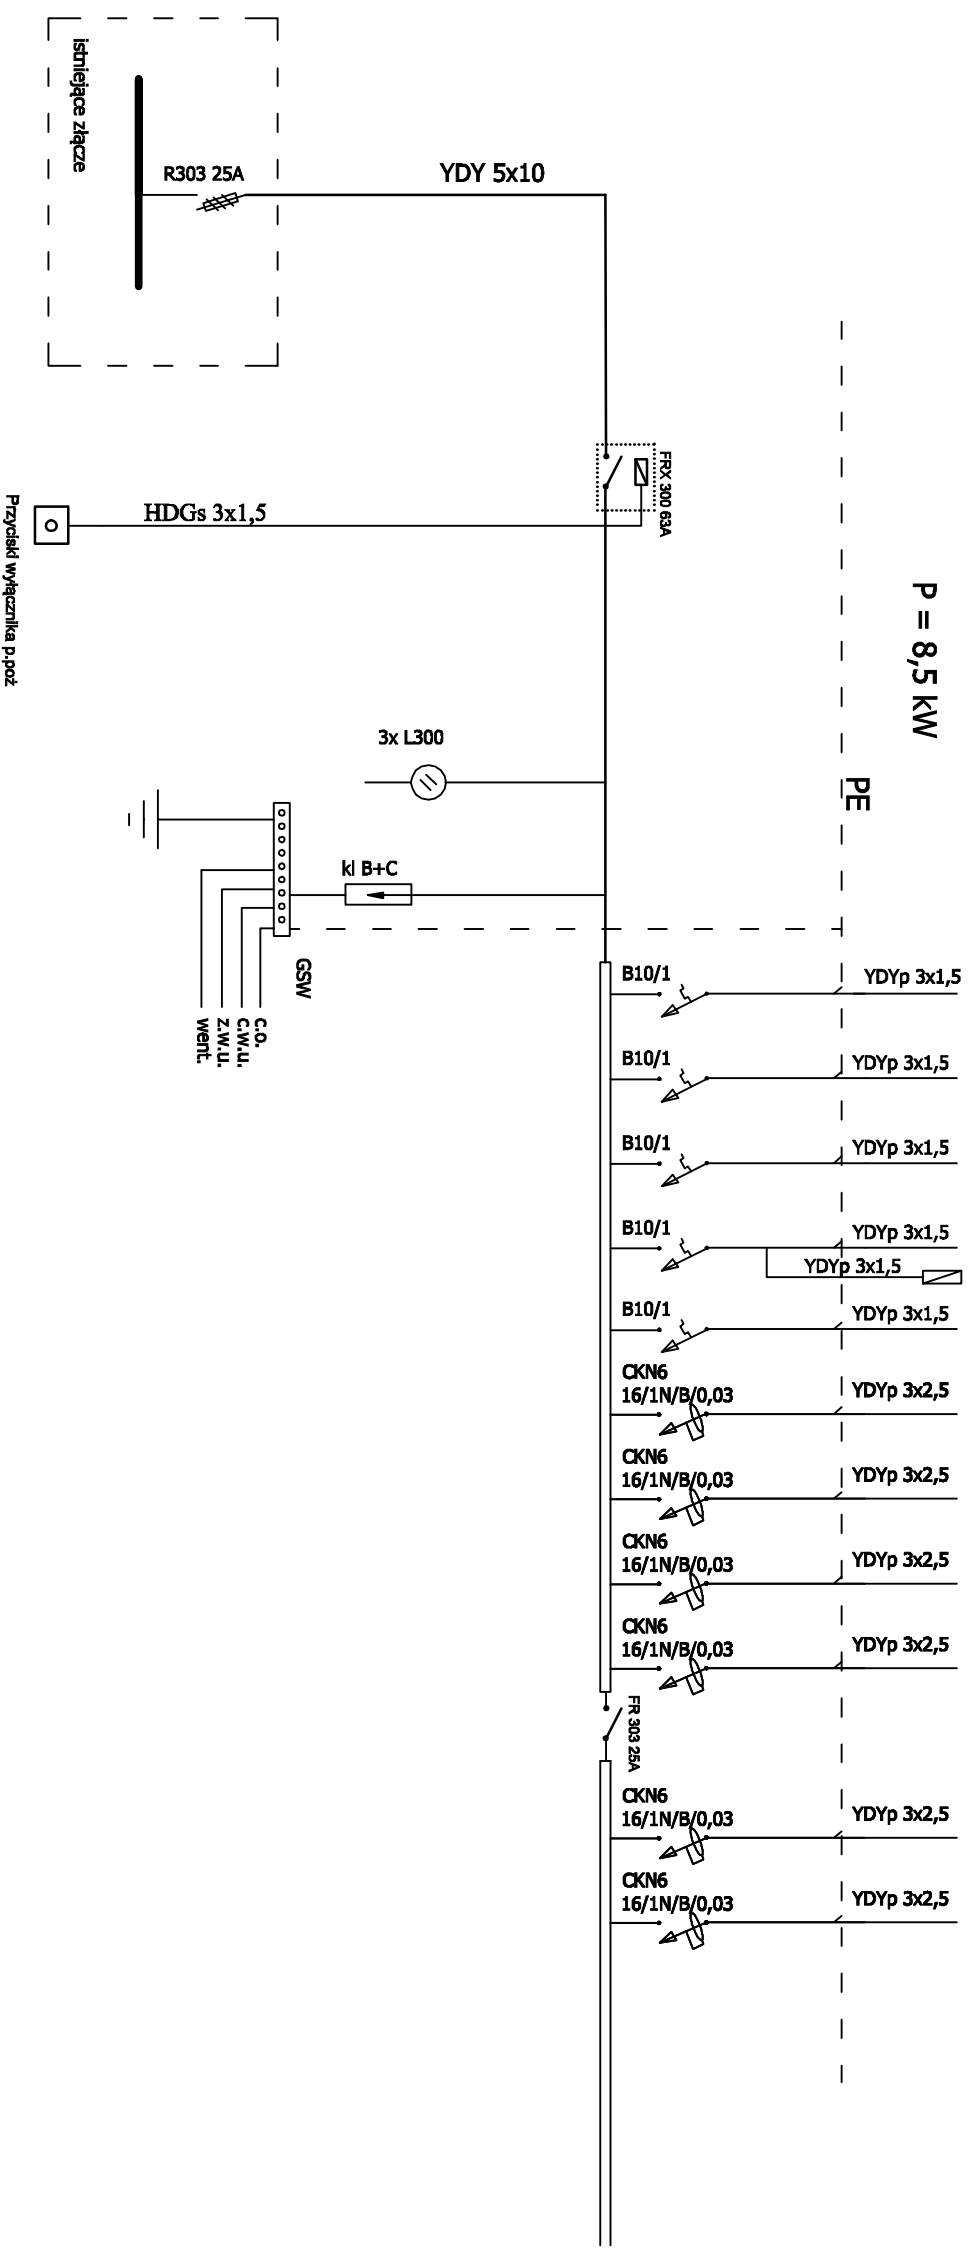 istniejące złącze
R303 25A
YDY 5x10
FRX 300 63A
HDGs 3x1,5
Przyciski wyłącznika p.poż
P = 8,5 kW
3x L300
PE
kl B+C
GSW
c.o.
c.w.u.
z.w.u.
went.
B10/1
YDYp 3x1,5
B10/1
YDYp 3x1,5
B10/1
YDYp 3x1,5
B10/1
YDYp 3x1,5
YDYp 3x1,5
B10/1
YDYp 3x1,5
CKN6
16/1N/B/0,03
YDYp 3x2,5
CKN6
16/1N/B/0,03
YDYp 3x2,5
CKN6
16/1N/B/0,03
YDYp 3x2,5
CKN6
16/1N/B/0,03
YDYp 3x2,5
FR 303 25A
CKN6
16/1N/B/0,03
YDYp 3x2,5
CKN6
16/1N/B/0,03
YDYp 3x2,5